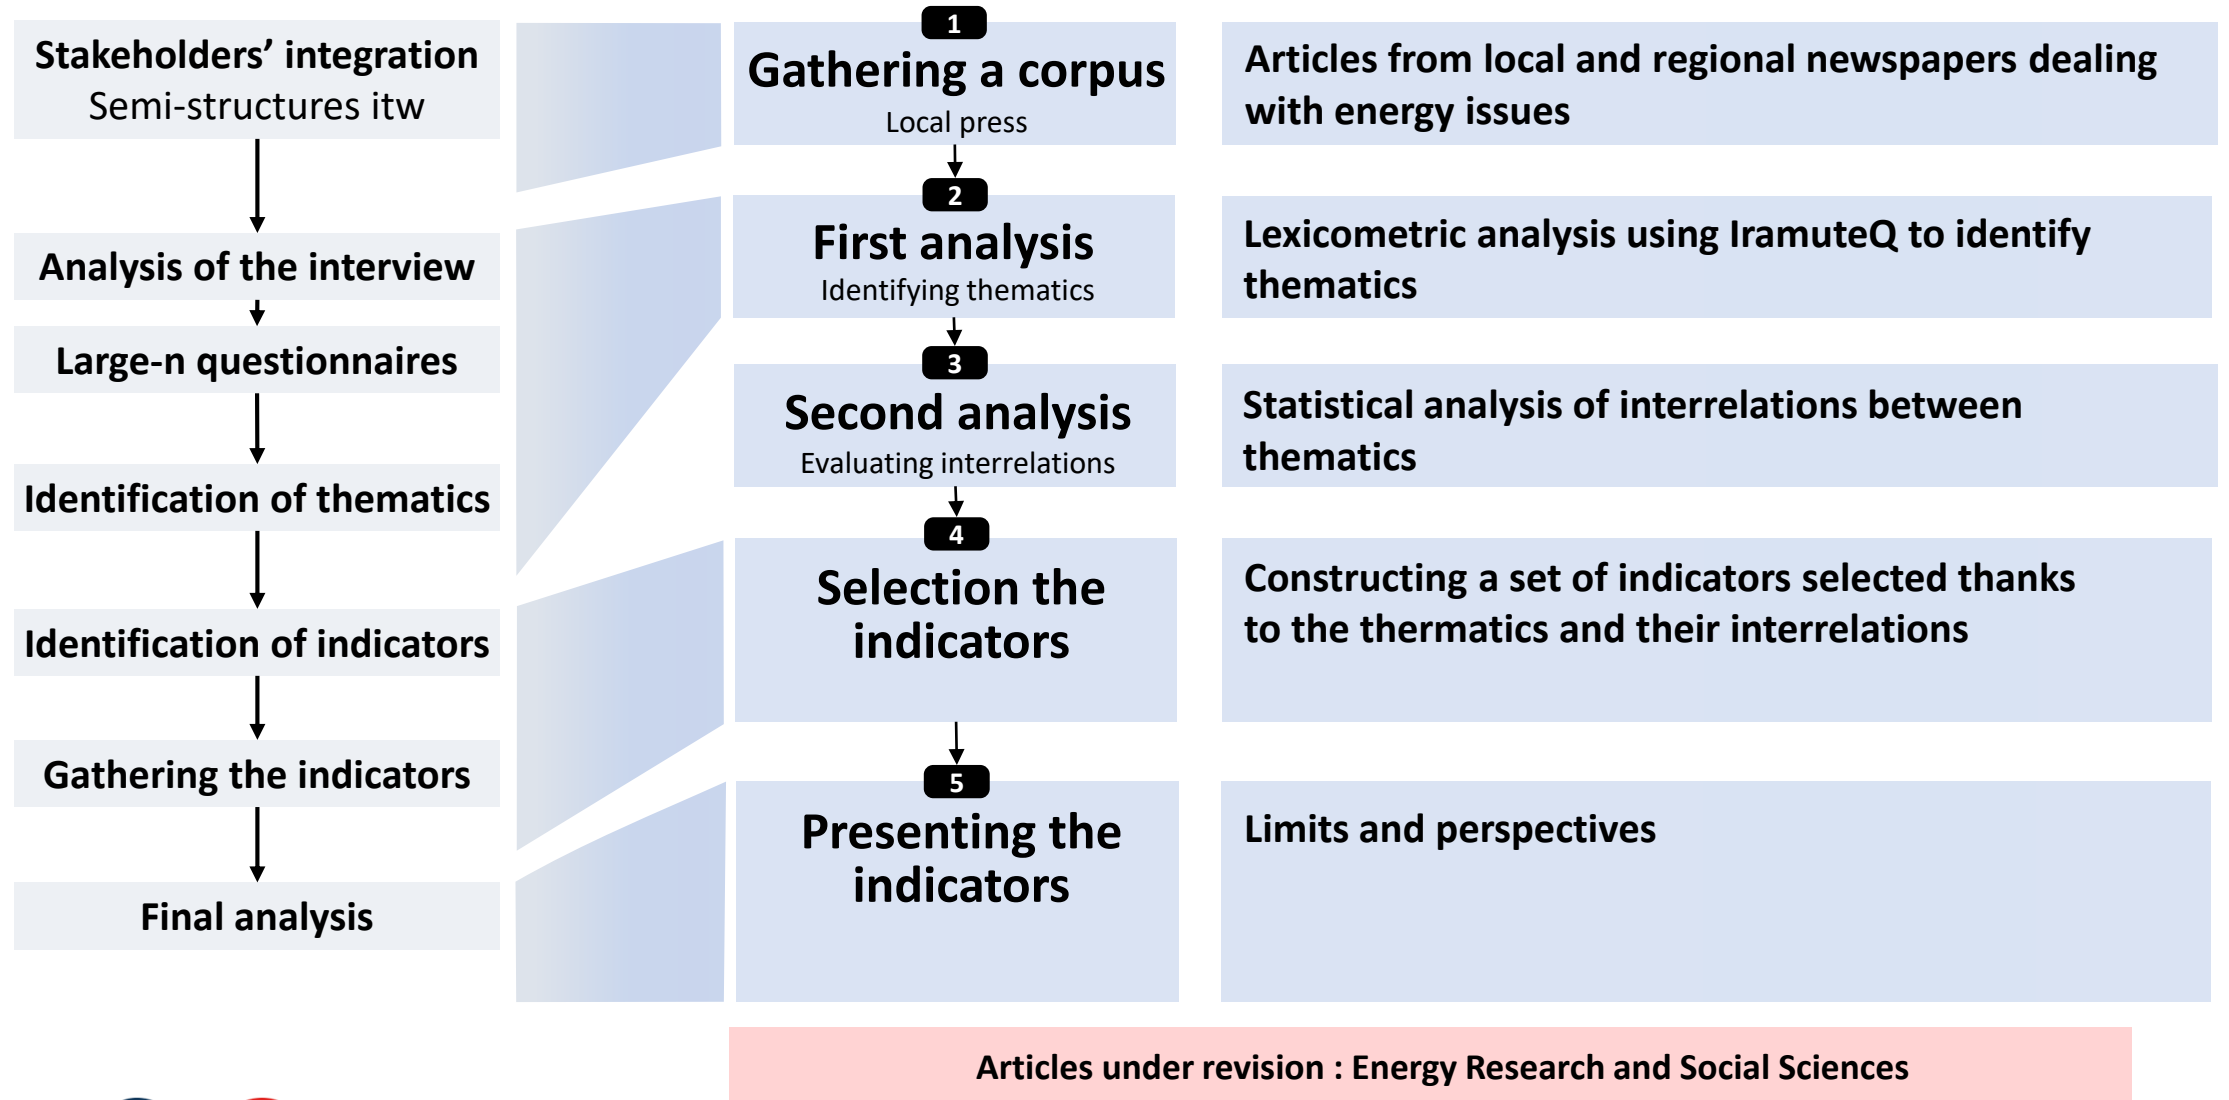 Stakeholders’ integration
Semi-structures itw
Analysis of the interview
Large-n questionnaires
Identification of thematics
Identification of indicators
Gathering the indicators
Final analysis
1
Gathering a corpus
Local press
2
First analysis
Identifying thematics
3
Second analysis
Evaluating interrelations
4
Selection the
indicators
5
Presenting the
indicators
Articles from local and regional newspapers dealing
with energy issues
Lexicometric analysis using IramuteQ to identify
thematics
Statistical analysis of interrelations between
thematics
Constructing a set of indicators selected thanks
to the thermatics and their interrelations
Limits and perspectives
Articles under revision : Energy Research and Social Sciences